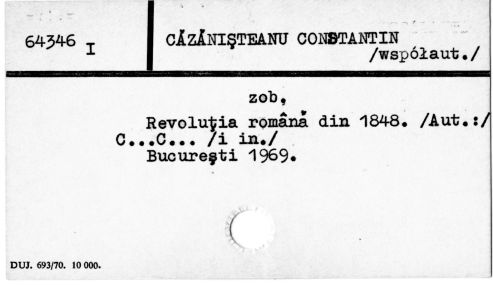 64346 I
CĂZĂNIŞTEANU CONSTANTIN
/współaut./
zob,
Revoluţia română din 1848. /Aut.:/
C...C... /i in./
Bucureşti 1969.
DUJ. 693/70. 10 000.